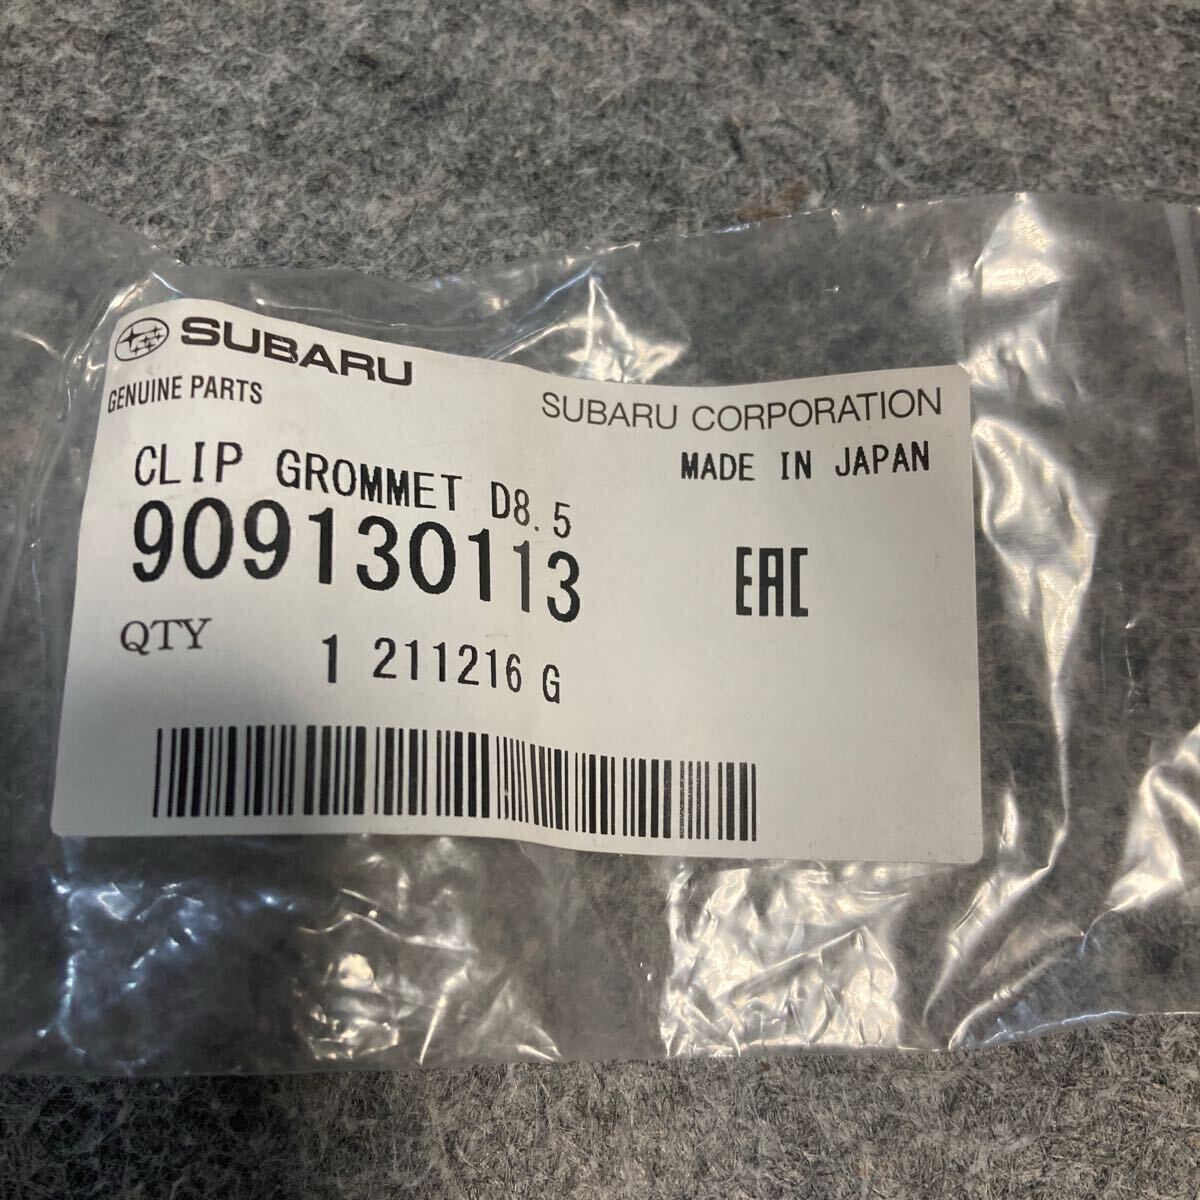 SUBARU
GENUINE PARTS
SUBARU CORPORATION
CLIP GROMMET D8.5
MADE IN JAPAN
909130113
EAC
QTY 1 211216 G